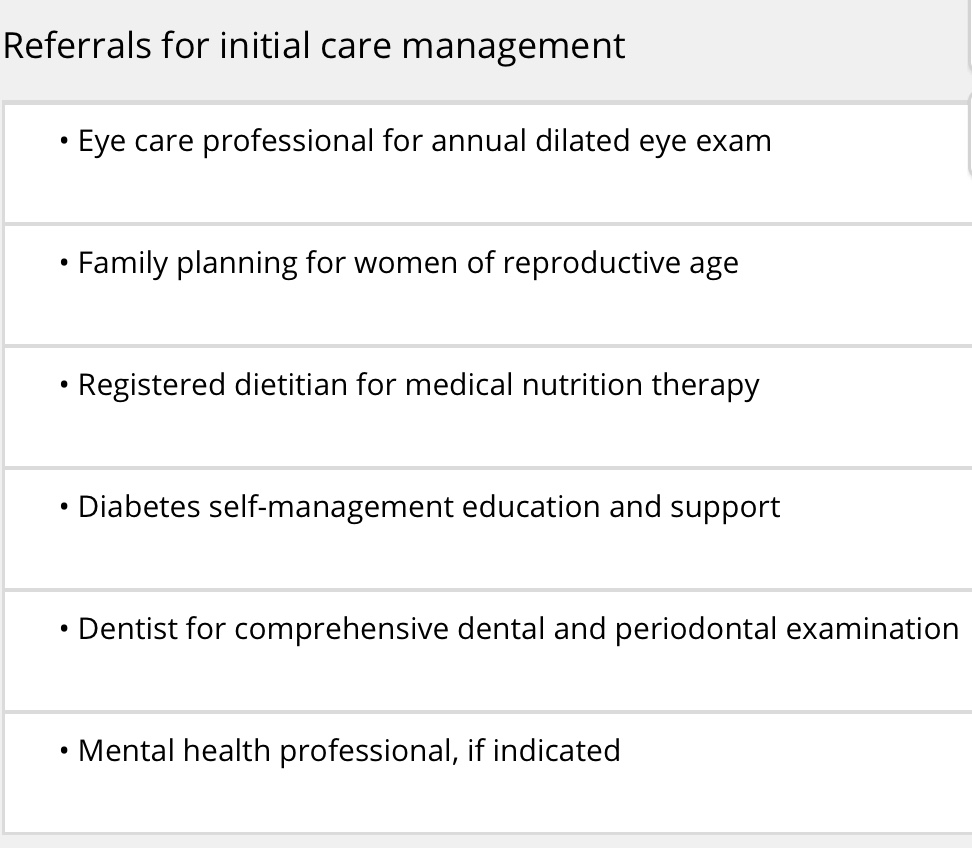 Referrals for initial care management
• Eye care professional for annual dilated eye exam
• Family planning for women of reproductive age
• Registered dietitian for medical nutrition therapy
• Diabetes self-management education and support
• Dentist for comprehensive dental and periodontal examination
• Mental health professional, if indicated